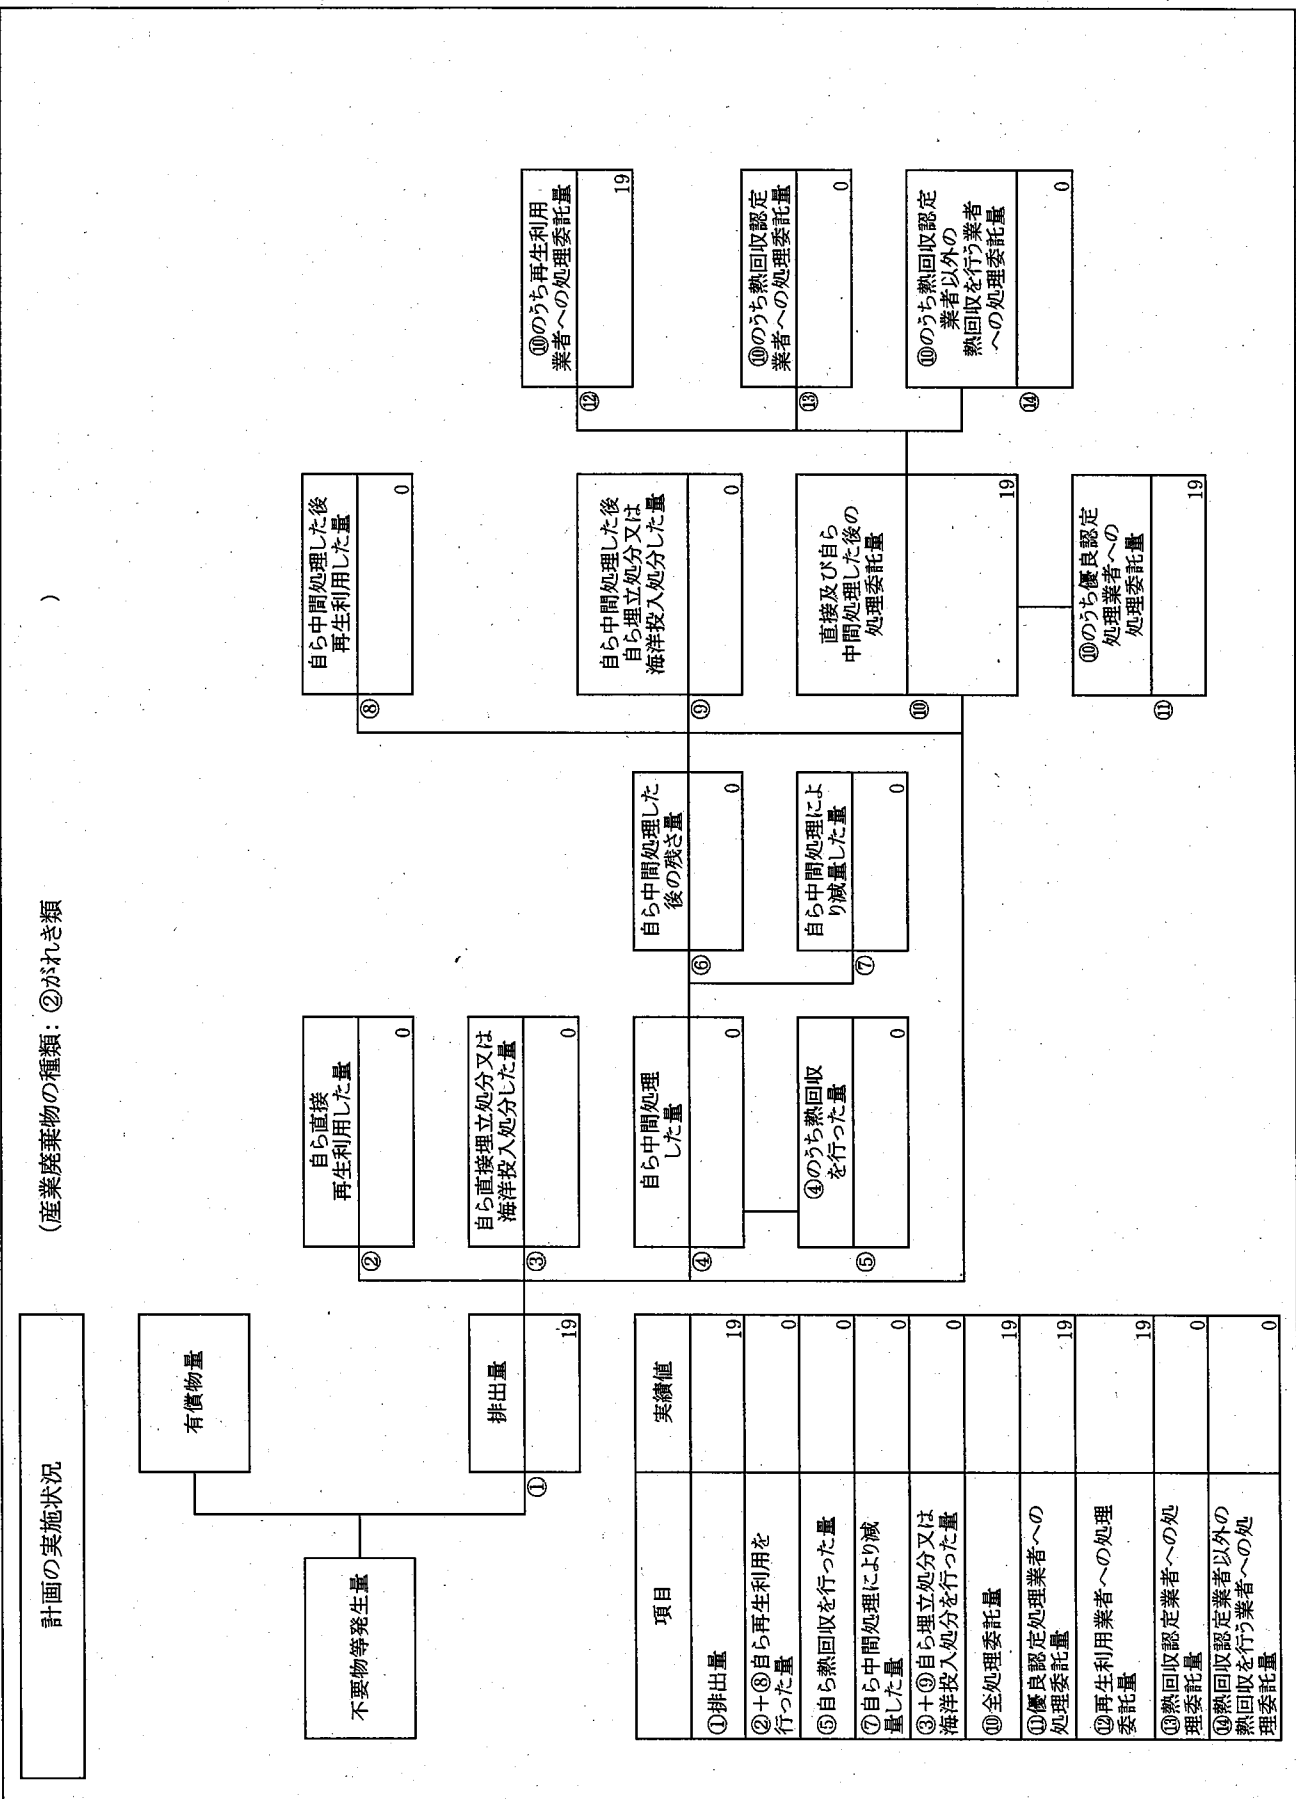 計画の実施状況
(産業廃棄物の種類：②がれき類　　　)
不要物等発生量
有償物量
①
排出量
19
②
自ら直接
再生利用した量
0
③
自ら直接埋立処分又は
海洋投入処分した量
0
④
自ら中間処理
した量
0
⑤
④のうち熱回収
を行った量
0
⑥
自ら中間処理した
後の残さ量
0
⑦
自ら中間処理によ
り減量した量
0
⑧
自ら中間処理した後
再生利用した量
0
⑨
自ら中間処理した後
自ら埋立処分又は
海洋投入処分した量
0
⑩
直接及び自ら
中間処理した後の
処理委託量
19
⑪
⑩のうち優良認定
処理業者への
処理委託量
19
⑫
⑩のうち再生利用
業者への処理委託量
19
⑬
⑩のうち熱回収認定
業者への処理委託量
0
⑭
⑩のうち熱回収認定
業者以外の
熱回収を行う業者
への処理委託量
0
項目 実績値
①排出量 19
②＋⑧自ら再生利用を
行った量 0
⑤自ら熱回収を行った量 0
⑦自ら中間処理により減
量した量 0
③＋⑨自ら埋立処分又は
海洋投入処分を行った量 0
⑩全処理委託量 19
⑪優良認定処理業者への
処理委託量 19
⑫再生利用業者への処理
委託量 19
⑬熱回収認定業者への処
理委託量 0
⑭熱回収認定業者以外の
熱回収を行う業者への処
理委託量 0